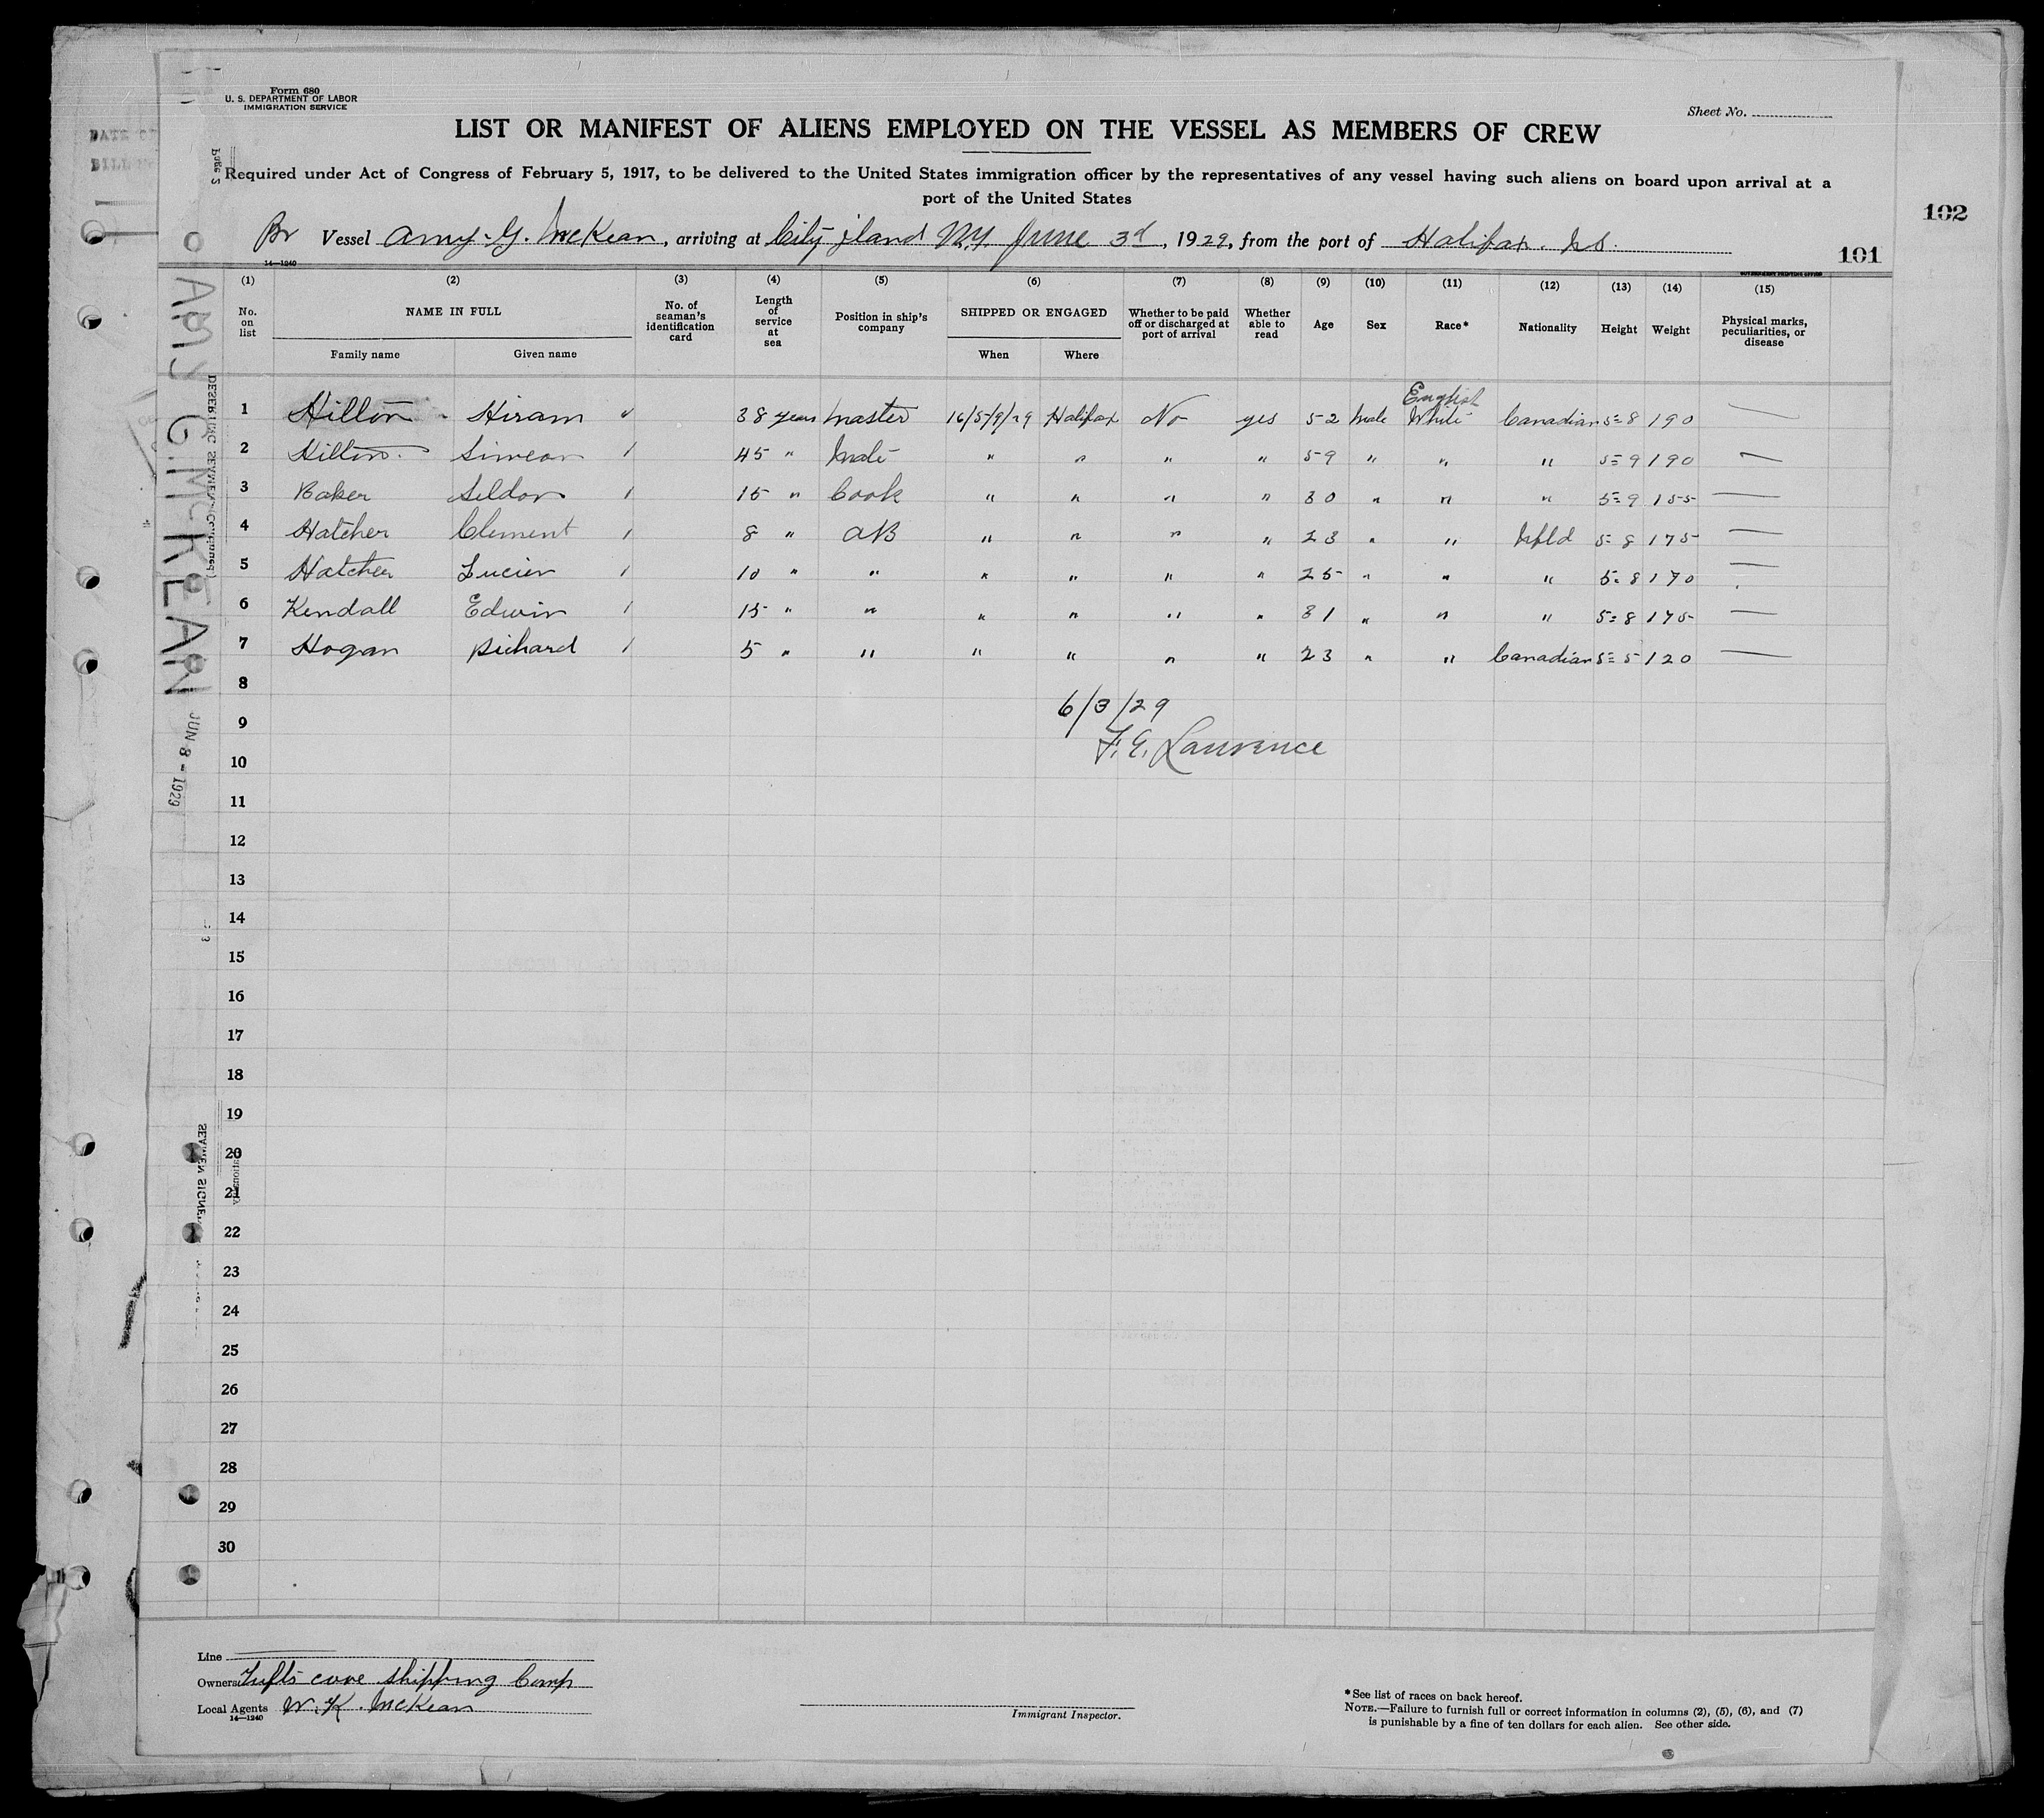 Form 680
U. S. DEPARTMENT OF LABOR
IMMIGRATION SERVICE
Sheet No.
LIST OR MANIFEST OF ALIENS EMPLOYED ON THE VESSEL AS MEMBERS OF CREW
Required under Act of Congress of February 5, 1917, to be delivered to the United States immigration officer by the representatives of any vessel having such aliens on board upon arrival at a
port of the United States
102
Br Vessel Amy. G. McKean, arriving at City iland N.Y. June 3d, 1929, from the port of Halifax. N.S.
101
14—1240
GOVERNMENT PRINTING OFFICE
(1) (2) (3) (4) (5) (6) (7) (8) (9) (10) (11) (12) (13) (14) (15)
No. on list NAME IN FULL Family name Given name No. of seaman's identification card Length of service at sea Position in ship's company SHIPPED OR ENGAGED When Where Whether to be paid off or discharged at port of arrival Whether able to read Age Sex Race* Nationality Height Weight Physical marks, peculiarities, or disease
English
1 Hilton Hiram 38 years Master 16/5/9/29 Halifax No yes 52 Male White Canadian 5=8 190 —
2 Hilton Simeon 45 " Mate " " " " 59 " " " 5=9 190 —
3 Baker Seldon 15 " Cook " " " " 30 " " " 5=9 155 —
4 Hatcher Clement 8 " AB " " " " 23 " " Nfld 5=8 175 —
5 Hatcher Lucien 10 " " " " " " 25 " " " 5=8 170 —
6 Kendall Edwin 15 " " " " " " 31 " " " 5=8 175 —
7 Hogan Richard 5 " " " " " " 23 " " Canadian 5=5 120 —
8
6/3/29
9
F. E. Laurence
10
11
12
13
14
15
16
17
18
19
20
21
22
23
24
25
26
27
28
29
30
AMY G. McKEAN
JUN 8 - 1929
Line
Owners Tufts cove shipping Comp
Local Agents W. K. McKean
14—1240
Immigrant Inspector.
*See list of races on back hereof.
NOTE.—Failure to furnish full or correct information in columns (2), (5), (6), and (7)
is punishable by a fine of ten dollars for each alien. See other side.